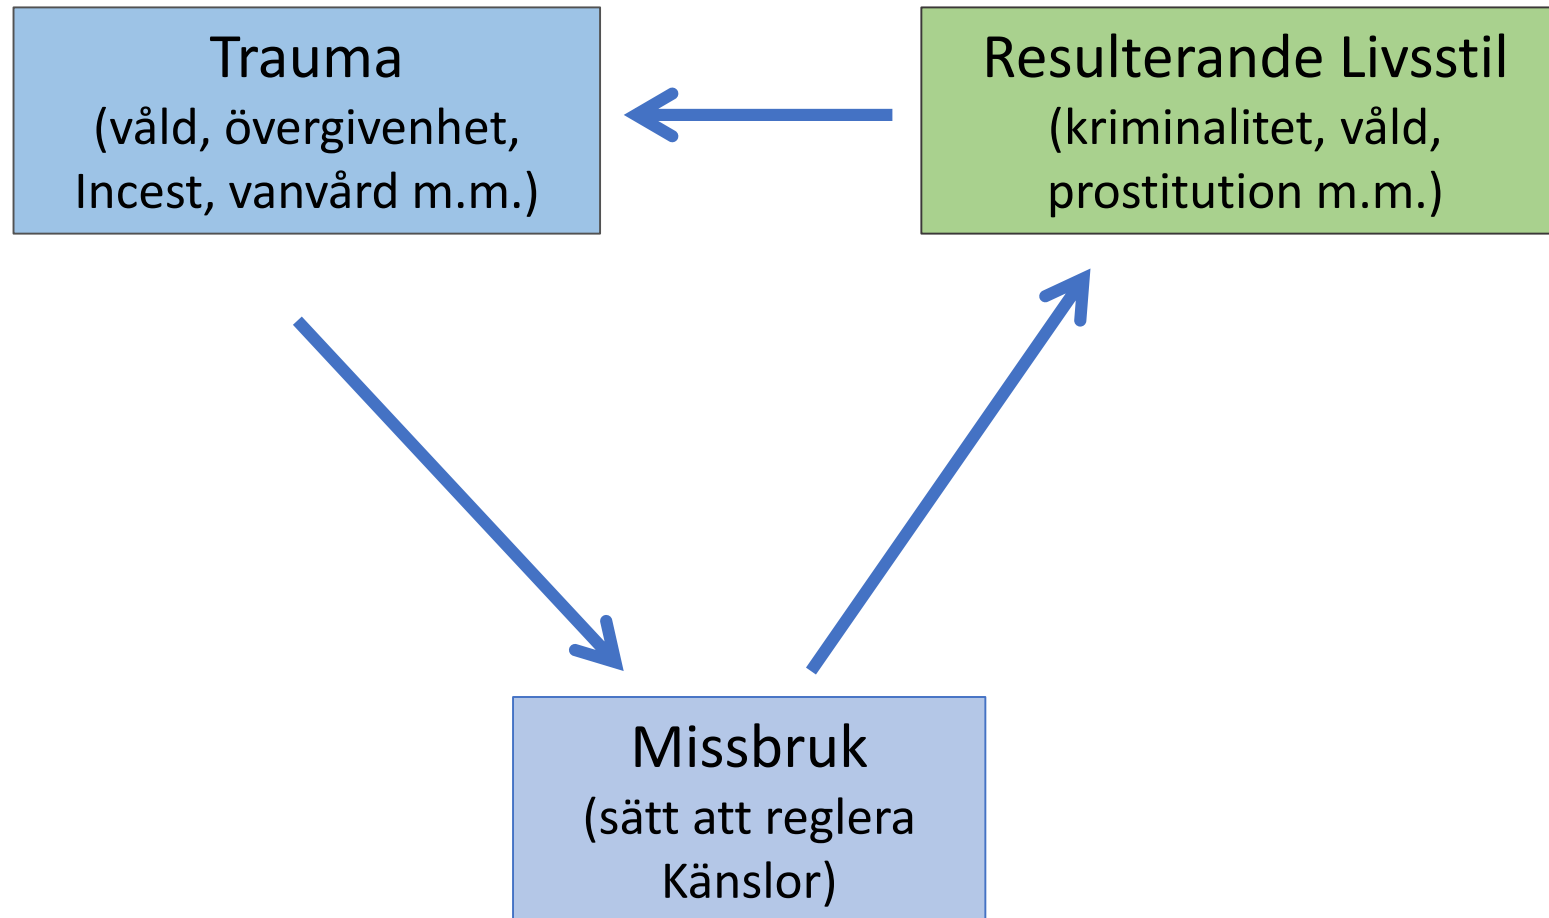 Trauma
(våld, övergivenhet,
Incest, vanvård m.m.)
Resulterande Livsstil
(kriminalitet, våld,
prostitution m.m.)
Missbruk
(sätt att reglera
Känslor)